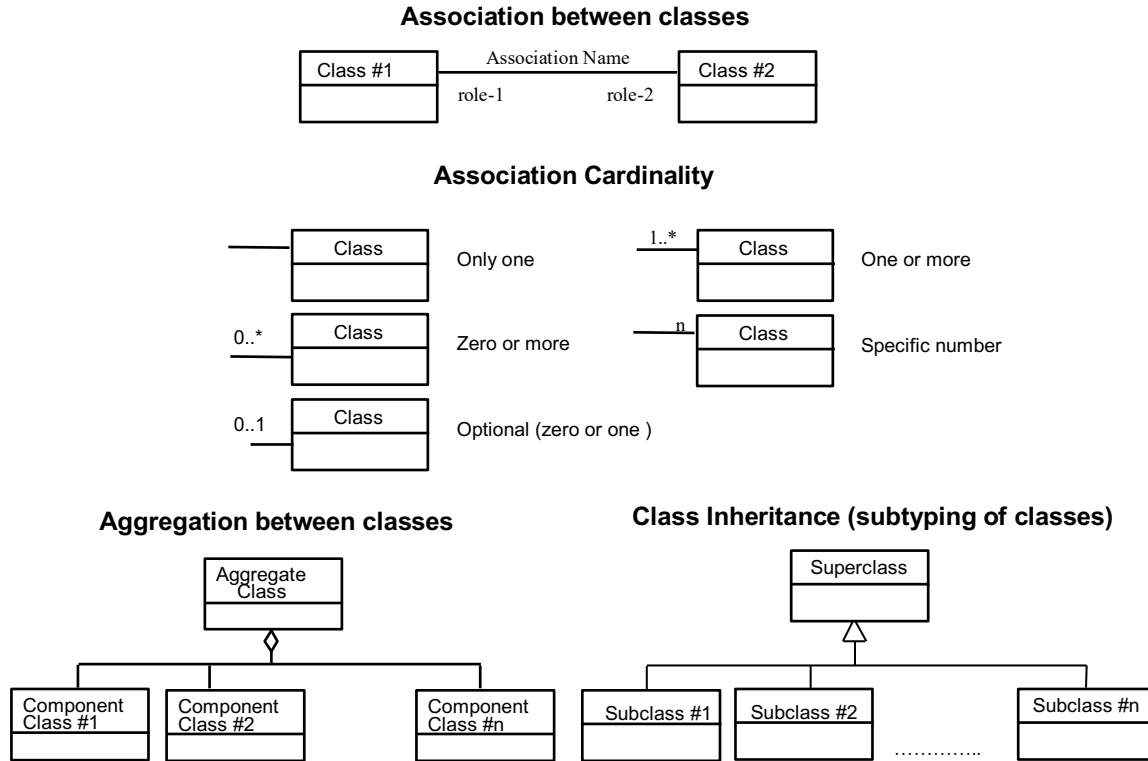 Association between classes
Class #1
Association Name
Class #2
role-1
role-2
Association Cardinality
Class
Only one
1..*
Class
One or more
0..*
Class
Zero or more
n
Class
Specific number
0..1
Class
Optional (zero or one )
Aggregation between classes
Aggregate
Class
Component
Class #1
Component
Class #2
Component
Class #n
Class Inheritance (subtyping of classes)
Superclass
Subclass #1
Subclass #2
…………..
Subclass #n